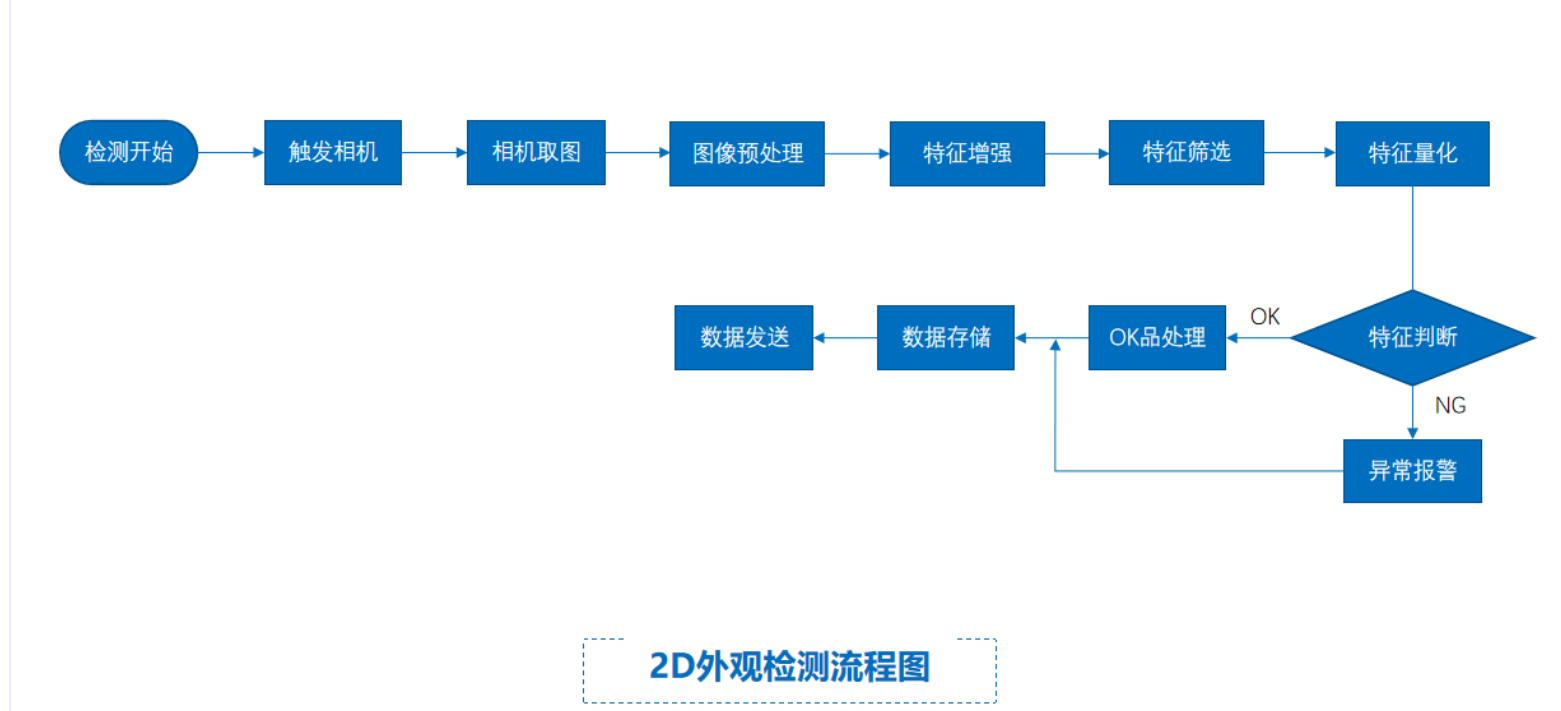 检测开始
触发相机
相机取图
图像预处理
特征增强
特征筛选
特征量化
数据发送
数据存储
OK品处理
OK
特征判断
NG
异常报警
2D外观检测流程图